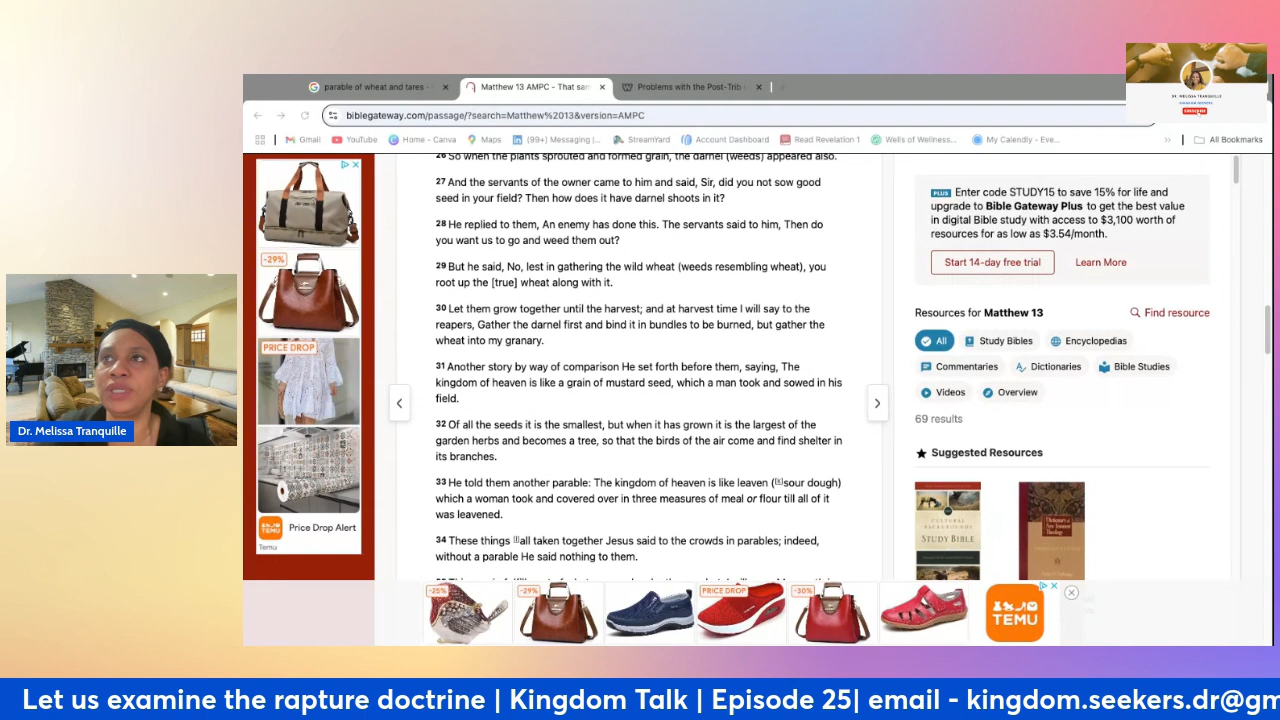 parable of wheat and tares -
Matthew 13 AMPC - That sam
Problems with the Post-Trib
biblegateway.com/passage/?search=Matthew%2013&version=AMPC
Gmail
YouTube
Home - Canva
Maps
(99+) Messaging |...
StreamYard
Account Dashboard
Read Revelation 1
Wells of Wellness...
My Calendly - Eve...
All Bookmarks
DR. MELISSA TRANQUILLE
KINGDOM SEEKERS
SUBSCRIBE
26 So when the plants sprouted and formed grain, the darnel (weeds) appeared also.
27 And the servants of the owner came to him and said, Sir, did you not sow good
seed in your field? Then how does it have darnel shoots in it?
28 He replied to them, An enemy has done this. The servants said to him, Then do
you want us to go and weed them out?
29 But he said, No, lest in gathering the wild wheat (weeds resembling wheat), you
root up the [true] wheat along with it.
30 Let them grow together until the harvest; and at harvest time I will say to the
reapers, Gather the darnel first and bind it in bundles to be burned, but gather the
wheat into my granary.
31 Another story by way of comparison He set forth before them, saying, The
kingdom of heaven is like a grain of mustard seed, which a man took and sowed in his
field.
32 Of all the seeds it is the smallest, but when it has grown it is the largest of the
garden herbs and becomes a tree, so that the birds of the air come and find shelter in
its branches.
33 He told them another parable: The kingdom of heaven is like leaven (sour dough)
which a woman took and covered over in three measures of meal or flour till all of it
was leavened.
34 These things all taken together Jesus said to the crowds in parables; indeed,
without a parable He said nothing to them.
PLUS Enter code STUDY15 to save 15% for life and
upgrade to Bible Gateway Plus to get the best value
in digital Bible study with access to $3,100 worth of
resources for as low as $3.54/month.
Start 14-day free trial
Learn More
Resources for Matthew 13
Find resource
All
Study Bibles
Encyclopedias
Commentaries
Dictionaries
Bible Studies
Videos
Overview
69 results
Suggested Resources
CULTURAL
BACKGROUNDS
STUDY BIBLE
-29%
PRICE DROP
TEMU
Price Drop Alert
Temu
-25%
-29%
PRICE DROP
-30%
TEMU
Dr. Melissa Tranquille
Let us examine the rapture doctrine | Kingdom Talk | Episode 25| email - kingdom.seekers.dr@gm